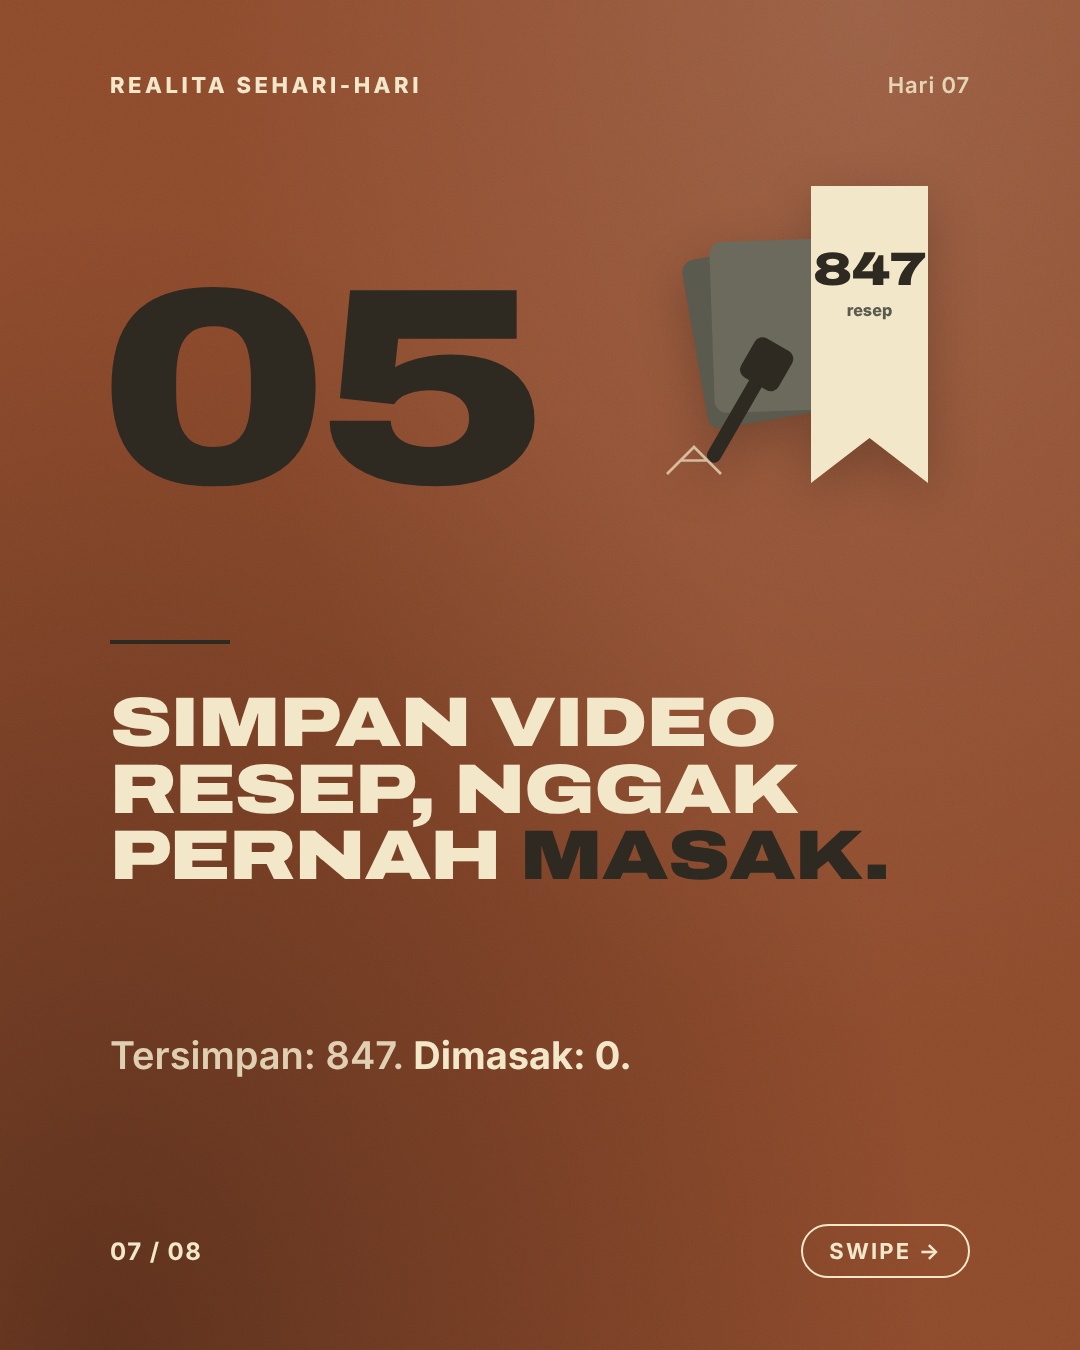 REALITA SEHARI-HARI
Hari 07
05
847
resep
SIMPAN VIDEO
RESEP, NGGAK
PERNAH MASAK.
Tersimpan: 847. Dimasak: 0.
07 / 08
SWIPE →